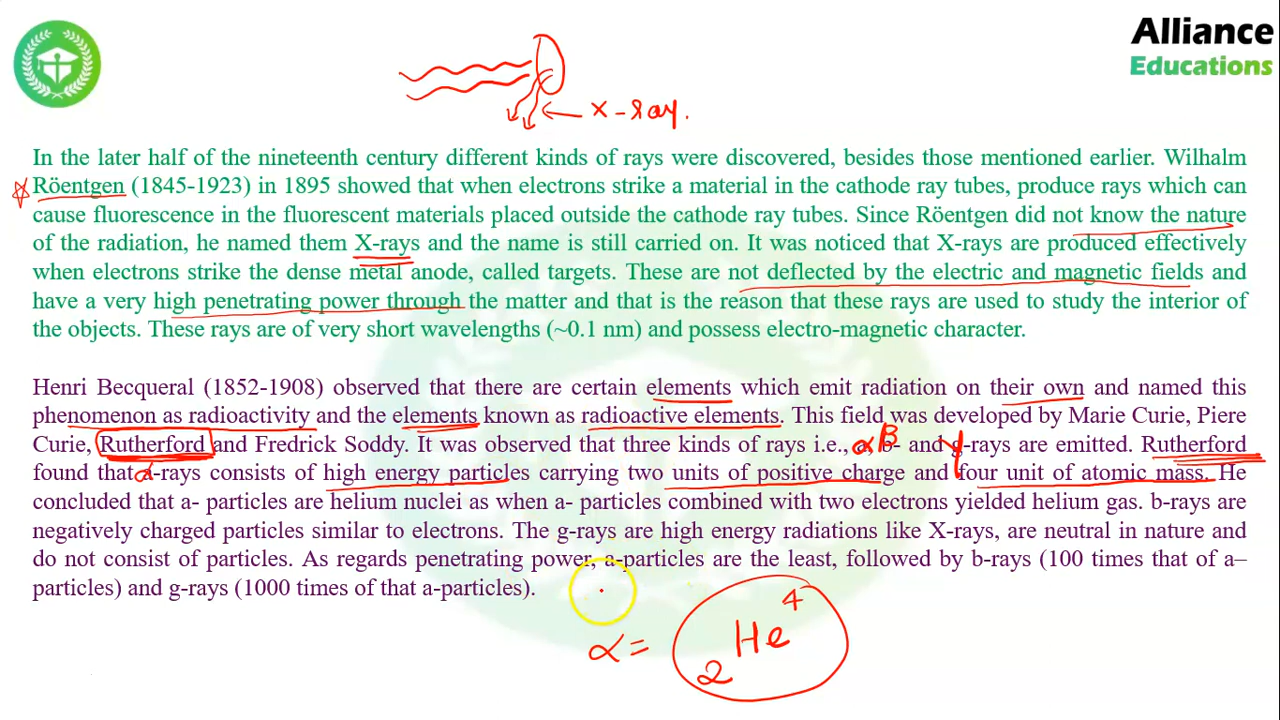 Alliance
Educations
x-ray.
In the later half of the nineteenth century different kinds of rays were discovered, besides those mentioned earlier. Wilhalm
Röentgen (1845-1923) in 1895 showed that when electrons strike a material in the cathode ray tubes, produce rays which can
cause fluorescence in the fluorescent materials placed outside the cathode ray tubes. Since Röentgen did not know the nature
of the radiation, he named them X-rays and the name is still carried on. It was noticed that X-rays are produced effectively
when electrons strike the dense metal anode, called targets. These are not deflected by the electric and magnetic fields and
have a very high penetrating power through the matter and that is the reason that these rays are used to study the interior of
the objects. These rays are of very short wavelengths (~0.1 nm) and possess electro-magnetic character.
Henri Becqueral (1852-1908) observed that there are certain elements which emit radiation on their own and named this
phenomenon as radioactivity and the elements known as radioactive elements. This field was developed by Marie Curie, Piere
Curie, Rutherford and Fredrick Soddy. It was observed that three kinds of rays i.e., α β- and γ-rays are emitted. Rutherford
found that α-rays consists of high energy particles carrying two units of positive charge and four unit of atomic mass. He
concluded that a- particles are helium nuclei as when a- particles combined with two electrons yielded helium gas. b-rays are
negatively charged particles similar to electrons. The g-rays are high energy radiations like X-rays, are neutral in nature and
do not consist of particles. As regards penetrating power, a-particles are the least, followed by b-rays (100 times that of a–
particles) and g-rays (1000 times of that a-particles).
α = ₂He⁴